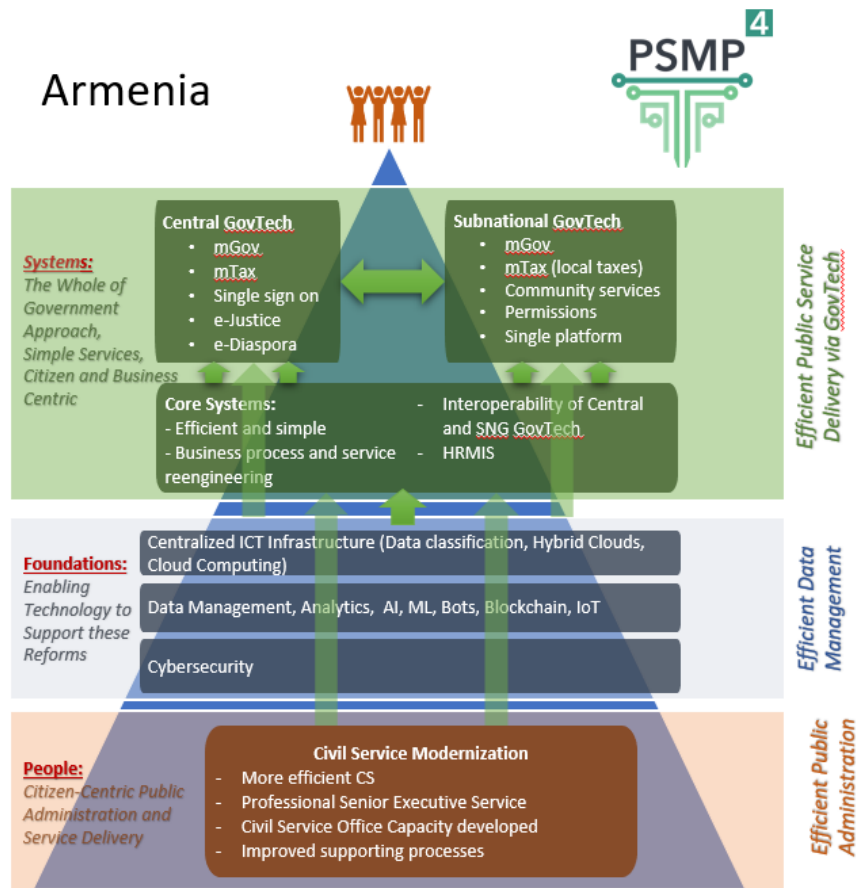 Armenia
PSMP
4
Systems:
The Whole of
Government
Approach,
Simple Services,
Citizen and Business
Centric
Central GovTech
• mGov
• mTax
• Single sign on
• e-Justice
• e-Diaspora
Subnational GovTech
• mGov
• mTax (local taxes)
• Community services
• Permissions
• Single platform
Core Systems:
- Efficient and simple
- Business process and service
reengineering
- Interoperability of Central
and SNG GovTech
- HRMIS
Efficient Public Service
Delivery via GovTech
Foundations:
Enabling
Technology to
Support these
Reforms
Centralized ICT Infrastructure (Data classification, Hybrid Clouds,
Cloud Computing)
Data Management, Analytics, AI, ML, Bots, Blockchain, IoT
Cybersecurity
Efficient Data
Management
People:
Citizen-Centric Public
Administration and
Service Delivery
Civil Service Modernization
- More efficient CS
- Professional Senior Executive Service
- Civil Service Office Capacity developed
- Improved supporting processes
Efficient Public
Administration